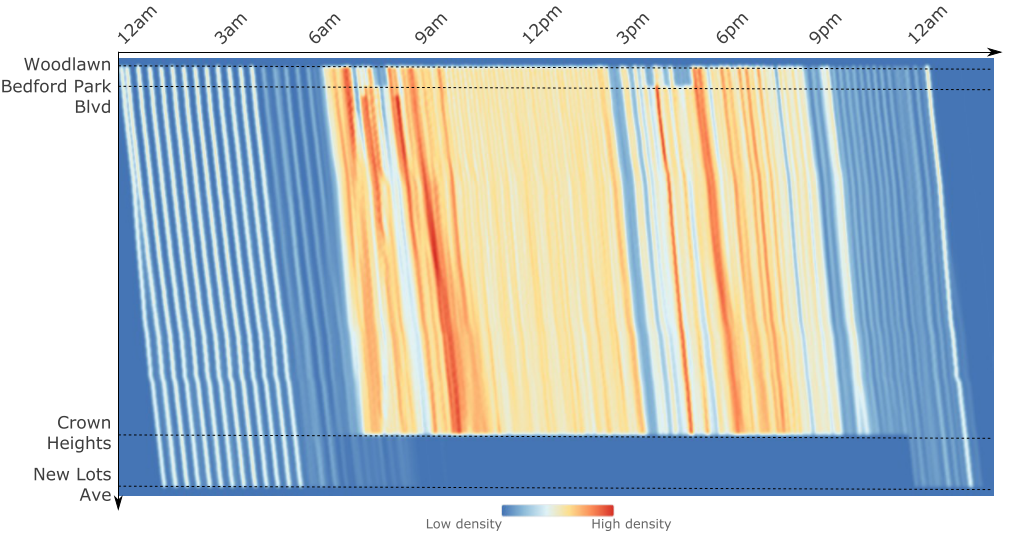 12am 3am 6am 9am 12pm 3pm 6pm 9pm 12am
Woodlawn
Bedford Park
Blvd
Crown
Heights
New Lots
Ave
Low density High density